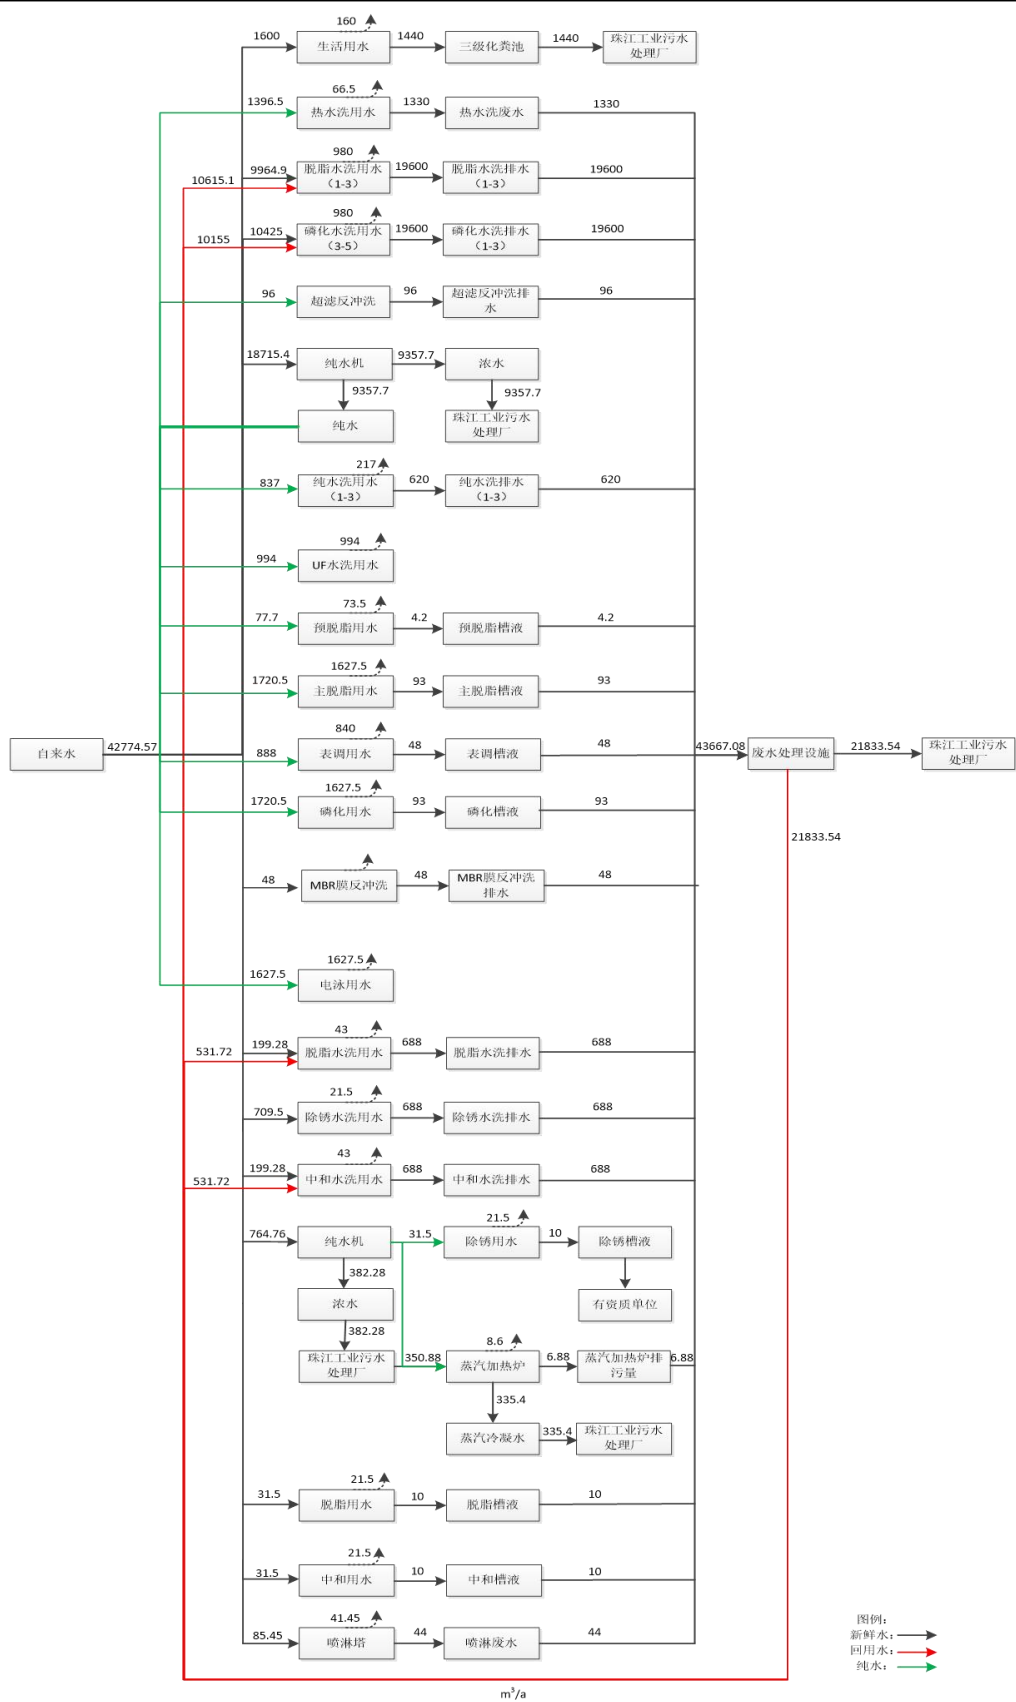 160
1600
生活用水
1440
三级化粪池
1440
珠江工业污水
处理厂
66.5
1396.5
热水洗用水
1330
热水洗废水
1330
980
9964.9
10615.1
脱脂水洗用水
（1-3）
19600
脱脂水洗排水
（1-3）
19600
980
10425
10155
磷化水洗用水
（3-5）
19600
磷化水洗排水
（1-3）
19600
96
超滤反冲洗
96
超滤反冲洗排
水
96
18715.4
纯水机
9357.7
浓水
9357.7
9357.7
纯水
珠江工业污水
处理厂
217
837
纯水洗用水
（1-3）
620
纯水洗排水
（1-3）
620
994
994
UF水洗用水
73.5
77.7
预脱脂用水
4.2
预脱脂槽液
4.2
1627.5
1720.5
主脱脂用水
93
主脱脂槽液
93
自来水
42774.57
840
888
表调用水
48
表调槽液
48
43667.08
废水处理设施
21833.54
珠江工业污水
处理厂
1627.5
1720.5
磷化用水
93
磷化槽液
93
21833.54
48
MBR膜反冲洗
48
MBR膜反冲洗
排水
48
1627.5
1627.5
电泳用水
43
199.28
531.72
脱脂水洗用水
688
脱脂水洗排水
688
21.5
709.5
除锈水洗用水
688
除锈水洗排水
688
43
199.28
531.72
中和水洗用水
688
中和水洗排水
688
764.76
纯水机
31.5
21.5
除锈用水
10
除锈槽液
382.28
浓水
有资质单位
382.28
珠江工业污水
处理厂
350.88
8.6
蒸汽加热炉
6.88
蒸汽加热炉排
污量
6.88
335.4
蒸汽冷凝水
335.4
珠江工业污水
处理厂
21.5
31.5
脱脂用水
10
脱脂槽液
10
21.5
31.5
中和用水
10
中和槽液
10
41.45
85.45
喷淋塔
44
喷淋废水
44
图例：
新鲜水：
回用水：
纯水：
m³/a